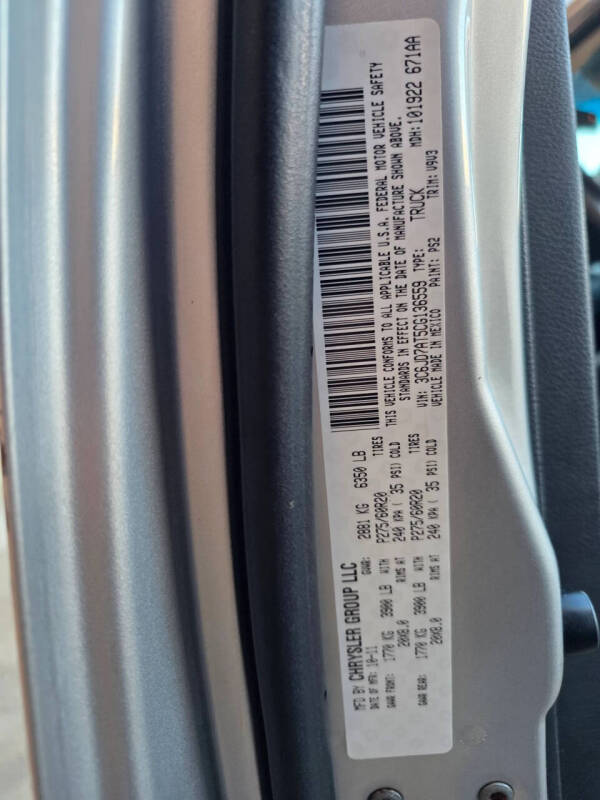 MFD BY CHRYSLER GROUP LLC
DATE OF MFR: 10-11 GVWR: 2881 KG 6350 LB
GAWR FRONT: 1770 KG 3900 LB WITH P275/60R20 TIRES
20X8.0 RIMS AT 240 KPA ( 35 PSI) COLD
GAWR REAR: 1770 KG 3900 LB WITH P275/60R20 TIRES
20X8.0 RIMS AT 240 KPA ( 35 PSI) COLD
THIS VEHICLE CONFORMS TO ALL APPLICABLE U.S.A. FEDERAL MOTOR VEHICLE SAFETY
STANDARDS IN EFFECT ON THE DATE OF MANUFACTURE SHOWN ABOVE.
VIN: 3C6JD7AT5CG136559 TYPE: TRUCK MDH: 101922 671AA
VEHICLE MADE IN MEXICO PAINT: PS2 TRIM: V9V3